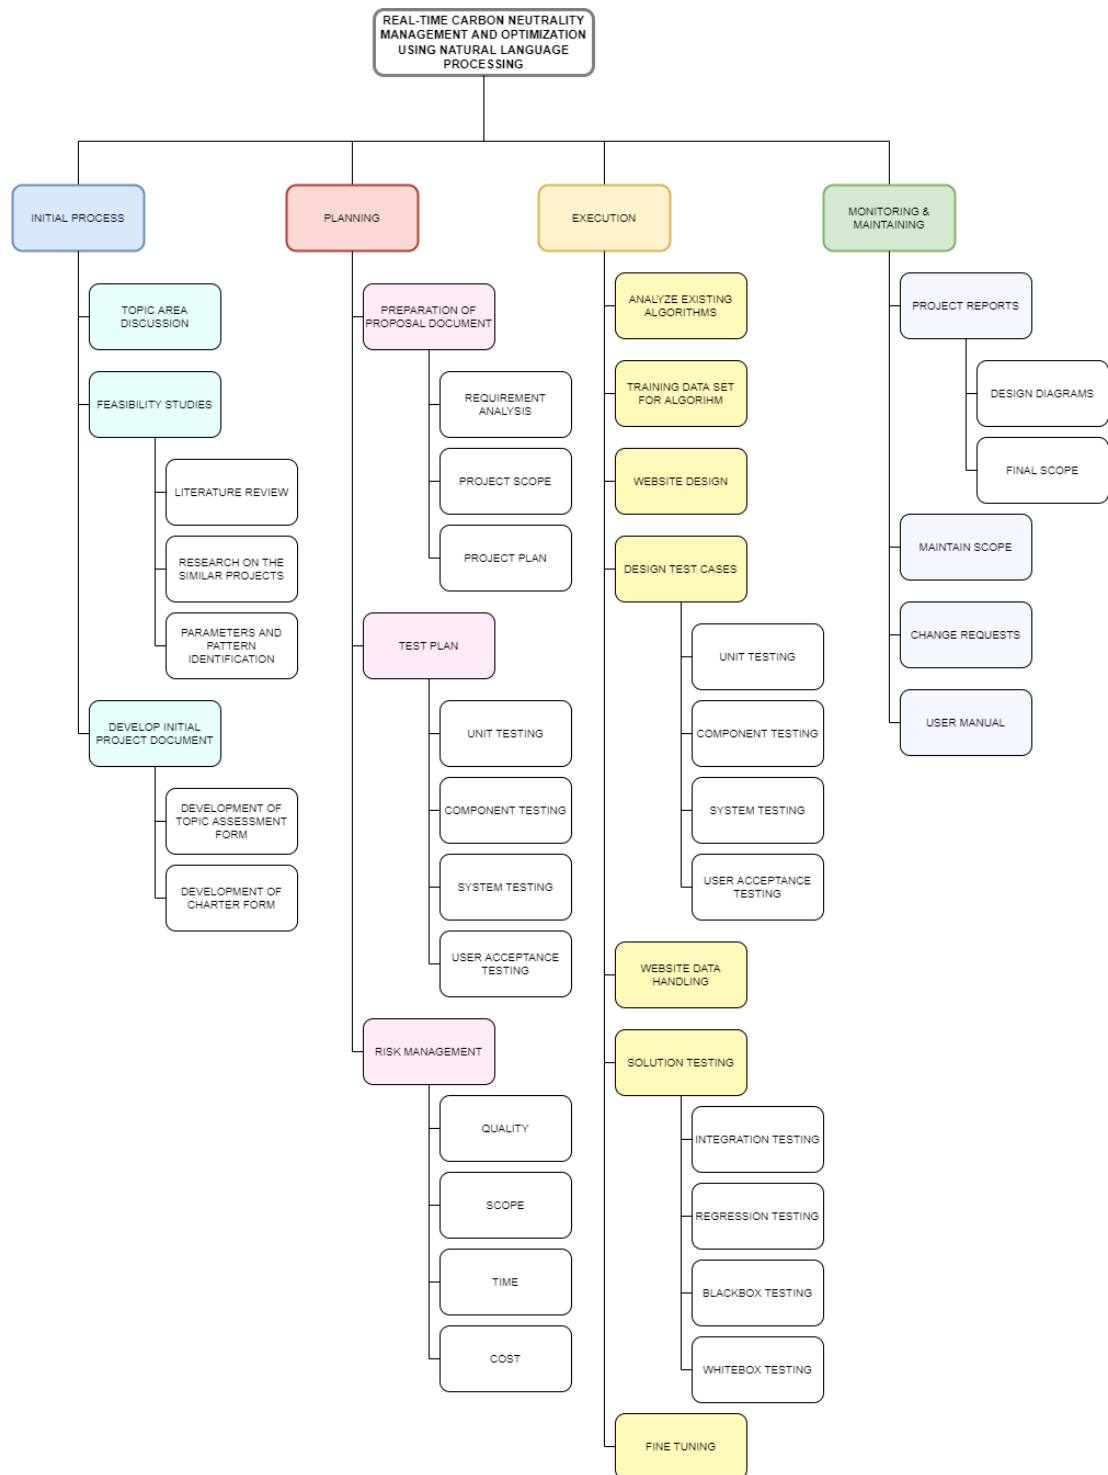 REAL-TIME CARBON NEUTRALITY
MANAGEMENT AND OPTIMIZATION
USING NATURAL LANGUAGE
PROCESSING
INITIAL PROCESS
TOPIC AREA
DISCUSSION
FEASIBILITY STUDIES
LITERATURE REVIEW
RESEARCH ON THE
SIMILAR PROJECTS
PARAMETERS AND
PATTERN
IDENTIFICATION
DEVELOP INITIAL
PROJECT DOCUMENT
DEVELOPMENT OF
TOPIC ASSESSMENT
FORM
DEVELOPMENT OF
CHARTER FORM
PLANNING
PREPARATION OF
PROPOSAL DOCUMENT
REQUIREMENT
ANALYSIS
PROJECT SCOPE
PROJECT PLAN
TEST PLAN
UNIT TESTING
COMPONENT TESTING
SYSTEM TESTING
USER ACCEPTANCE
TESTING
RISK MANAGEMENT
QUALITY
SCOPE
TIME
COST
EXECUTION
ANALYZE EXISTING
ALGORITHMS
TRAINING DATA SET
FOR ALGORIHM
WEBSITE DESIGN
DESIGN TEST CASES
UNIT TESTING
COMPONENT TESTING
SYSTEM TESTING
USER ACCEPTANCE
TESTING
WEBSITE DATA
HANDLING
SOLUTION TESTING
INTEGRATION TESTING
REGRESSION TESTING
BLACKBOX TESTING
WHITEBOX TESTING
FINE TUNING
MONITORING &
MAINTAINING
PROJECT REPORTS
DESIGN DIAGRAMS
FINAL SCOPE
MAINTAIN SCOPE
CHANGE REQUESTS
USER MANUAL